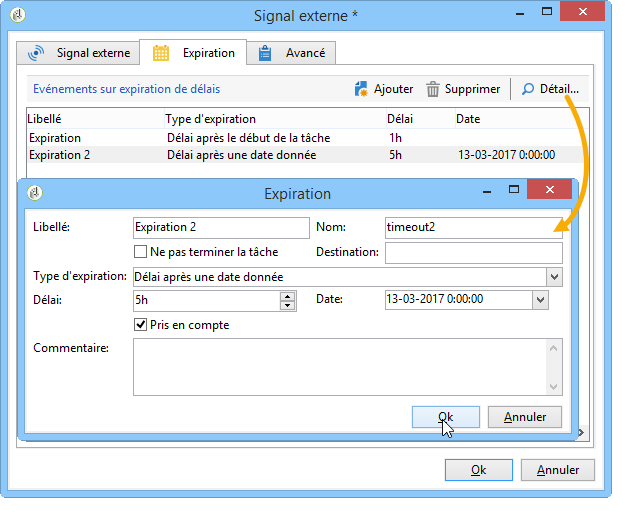 Signal externe *
Signal externe Expiration Avancé
Evénements sur expiration de délais Ajouter Supprimer Détail...
Libellé Type d'expiration Délai Date
Expiration Délai après le début de la tâche 1h
Expiration 2 Délai après une date donnée 5h 13-03-2017 0:00:00
Expiration
Libellé: Expiration 2 Nom: timeout2
Ne pas terminer la tâche Destination:
Type d'expiration: Délai après une date donnée
Délai: 5h Date: 13-03-2017 0:00:00
Pris en compte
Commentaire:
Ok Annuler
Ok Annuler